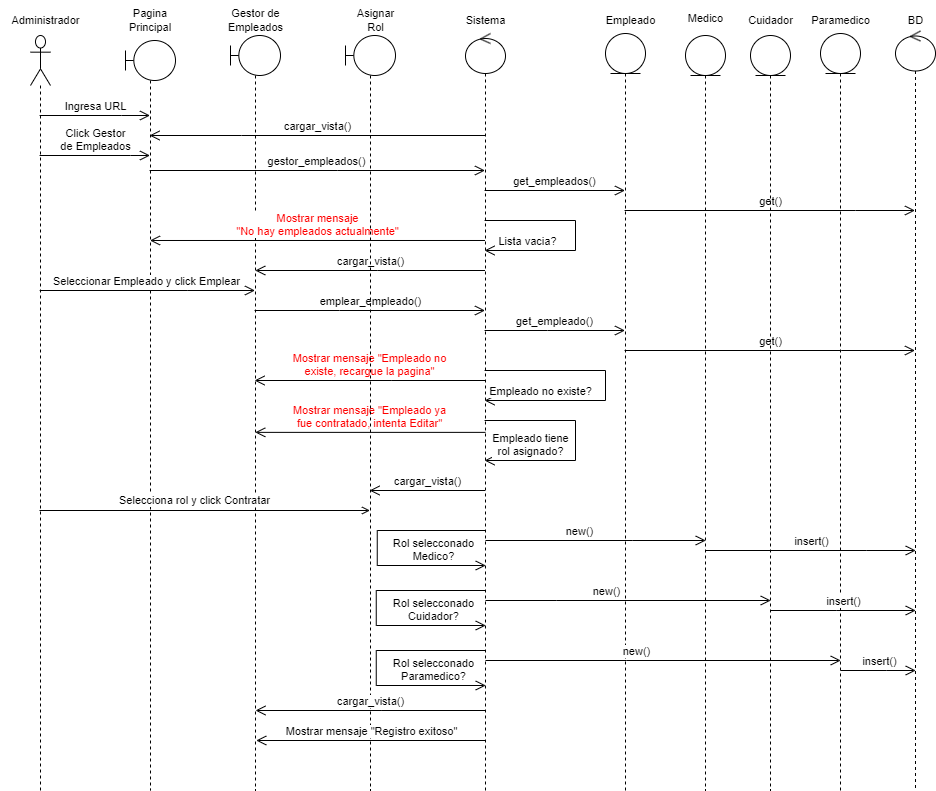 Administrador
Pagina
Principal
Gestor de
Empleados
Asignar
Rol
Sistema
Empleado
Medico
Cuidador
Paramedico
BD
Ingresa URL
cargar_vista()
Click Gestor
de Empleados
gestor_empleados()
get_empleados()
get()
Mostrar mensaje
"No hay empleados actualmente"
Lista vacia?
cargar_vista()
Seleccionar Empleado y click Emplear
emplear_empleado()
get_empleado()
get()
Mostrar mensaje "Empleado no
existe, recargue la pagina"
Empleado no existe?
Mostrar mensaje "Empleado ya
fue contratado, intenta Editar"
Empleado tiene
rol asignado?
cargar_vista()
Selecciona rol y click Contratar
Rol selecconado
Medico?
new()
insert()
Rol selecconado
Cuidador?
new()
insert()
Rol selecconado
Paramedico?
new()
insert()
cargar_vista()
Mostrar mensaje "Registro exitoso"